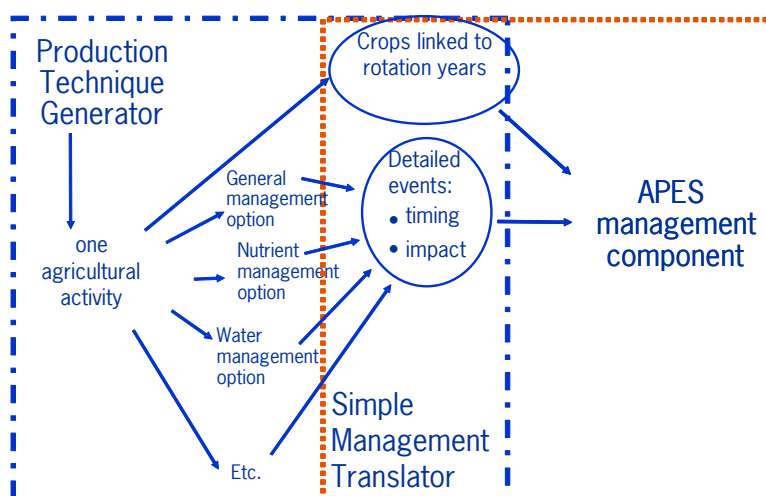 Production
Technique
Generator
Crops linked to
rotation years
General
management
option
Detailed
events:
• timing
• impact
APES
management
component
one
agricultural
activity
Nutrient
management
option
Water
management
option
Simple
Management
Translator
Etc.